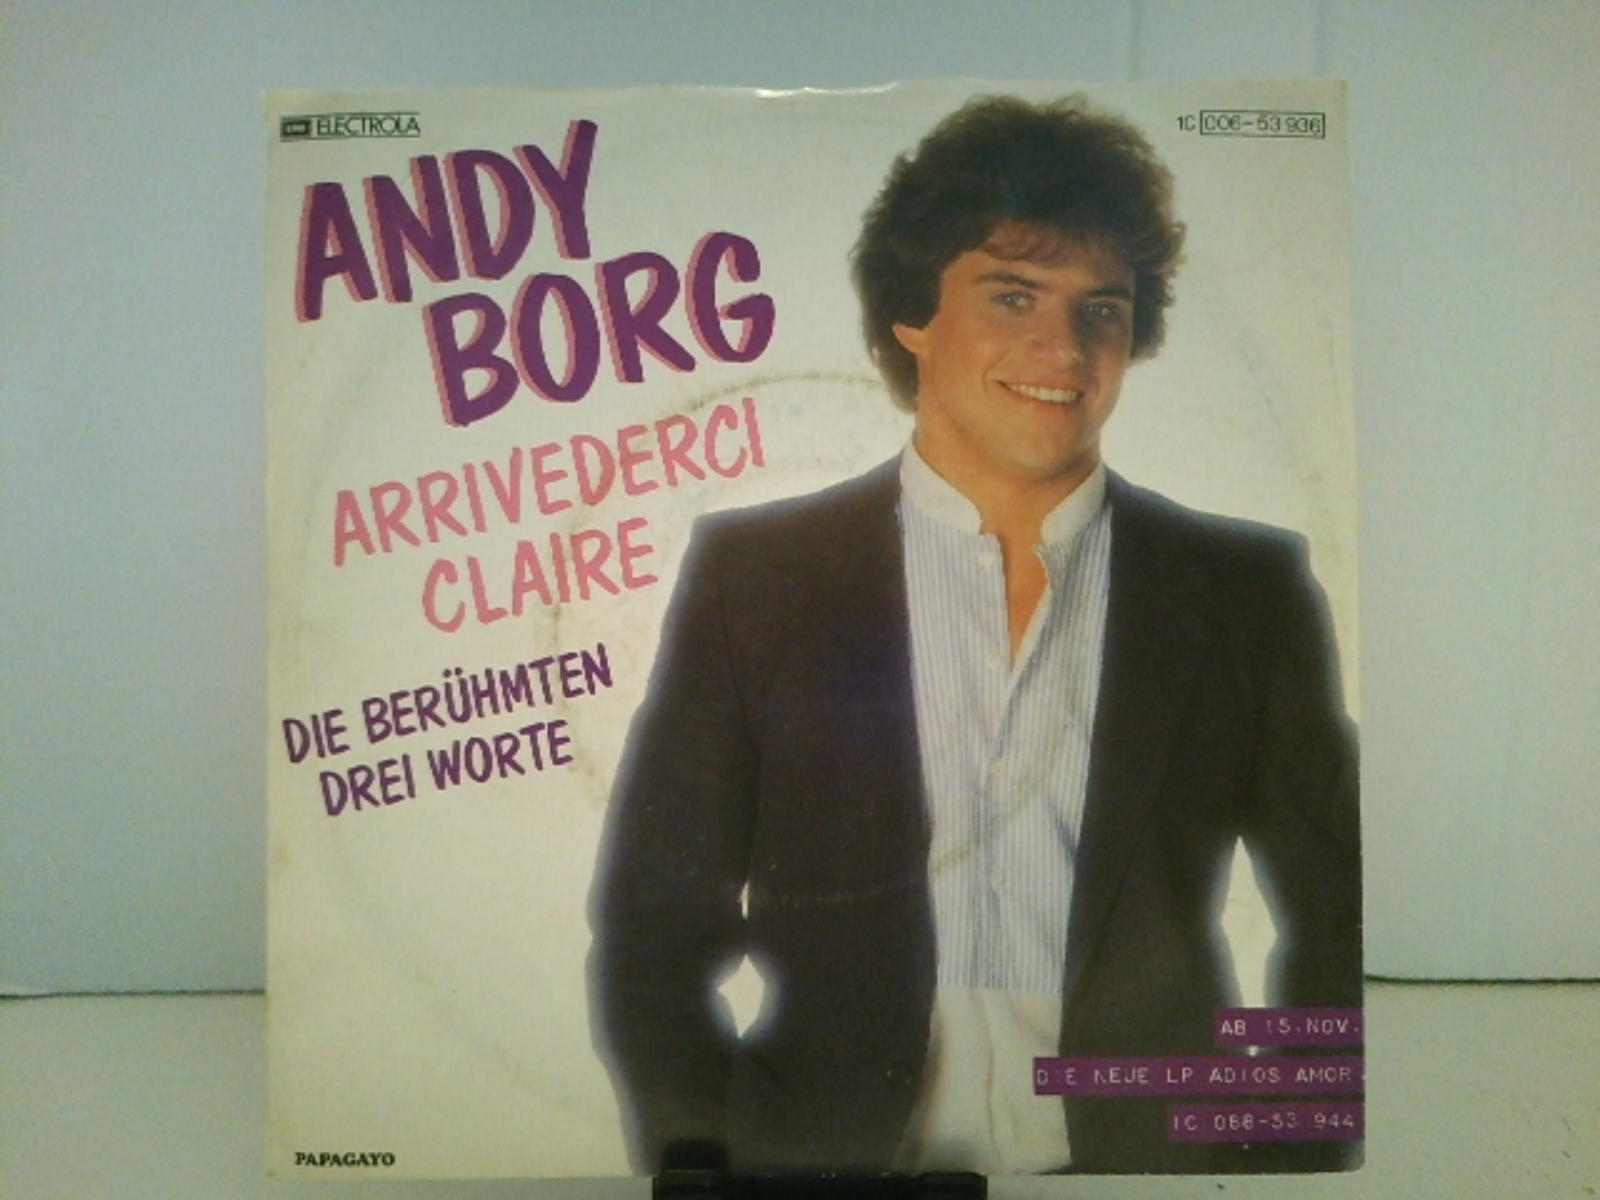 EMI ELECTROLA
1C 006-53 936
ANDY
BORG
ARRIVEDERCI
CLAIRE
DIE BERÜHMTEN
DREI WORTE
AB 15. NOV.
DIE NEUE LP ADIOS AMOR
1C 068-53 944
PAPAGAYO